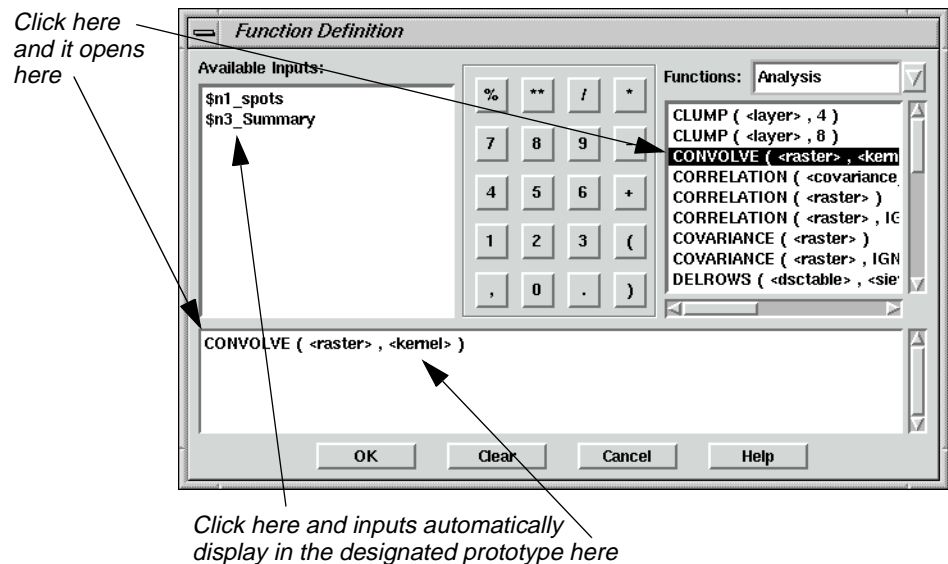 Click here
and it opens
here
Function Definition
Available Inputs:
$n1_spots
$n3_Summary
% ** / *
7 8 9 -
4 5 6 +
1 2 3 (
, 0 . )
Functions: Analysis
CLUMP ( <layer> , 4 )
CLUMP ( <layer> , 8 )
CONVOLVE ( <raster> , <kern
CORRELATION ( <covariance_
CORRELATION ( <raster> )
CORRELATION ( <raster> , IG
COVARIANCE ( <raster> )
COVARIANCE ( <raster> , IGN
DELROWS ( <dsctable> , <sie
CONVOLVE ( <raster> , <kernel> )
OK Clear Cancel Help
Click here and inputs automatically
display in the designated prototype here